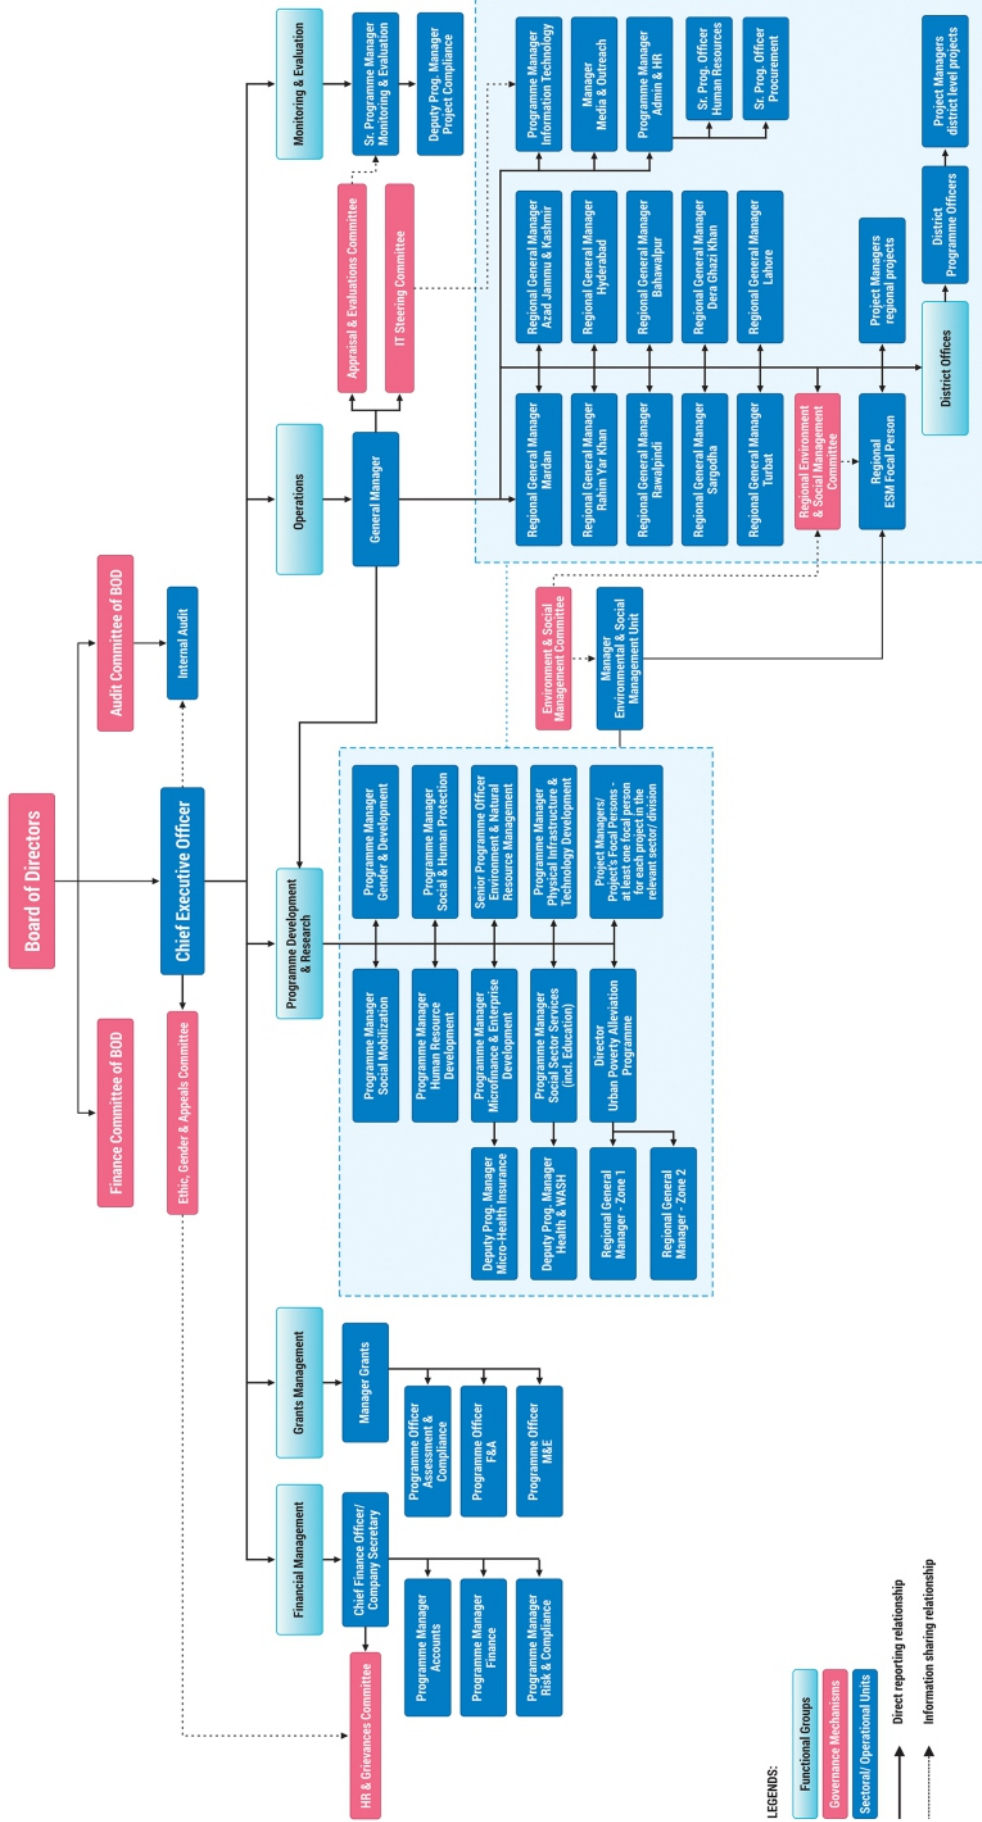 Board of Directors
Finance Committee of BOD
Audit Committee of BOD
Chief Executive Officer
Internal Audit
Ethic, Gender & Appeals Committee
Financial Management
Grants Management
Programme Development
& Research
Operations
Monitoring & Evaluation
HR & Grievances Committee
Chief Finance Officer/
Company Secretary
Programme Manager
Accounts
Programme Manager
Finance
Programme Manager
Risk & Compliance
Manager Grants
Programme Officer
Assessment &
Compliance
Programme Officer
F&A
Programme Officer
M&E
Programme Manager
Social Mobilization
Programme Manager
Gender & Development
Programme Manager
Human Resource
Development
Programme Manager
Social & Human Protection
Deputy Prog. Manager
Micro-Health Insurance
Programme Manager
Microfinance & Enterprise
Development
Senior Programme Officer
Environment & Natural
Resource Management
Deputy Prog. Manager
Health & WASH
Programme Manager
Social Sector Services
(incl. Education)
Programme Manager
Physical Infrastructure &
Technology Development
Regional General
Manager - Zone 1
Director
Urban Poverty Alleviation
Programme
Project Managers/
Project's Focal Persons -
at least one focal person
for each project in the
relevant sector/ division
Regional General
Manager - Zone 2
General Manager
Appraisal & Evaluations Committee
IT Steering Committee
Sr. Programme Manager
Monitoring & Evaluation
Deputy Prog. Manager
Project Compliance
Environment & Social
Management Committee
Manager
Environmental & Social
Management Unit
Regional General Manager
Mardan
Regional General Manager
Azad Jammu & Kashmir
Programme Manager
Information Technology
Regional General Manager
Rahim Yar Khan
Regional General Manager
Hyderabad
Manager
Media & Outreach
Regional General Manager
Rawalpindi
Regional General Manager
Bahawalpur
Programme Manager
Admin & HR
Regional General Manager
Sargodha
Regional General Manager
Dera Ghazi Khan
Sr. Prog. Officer
Human Resources
Regional General Manager
Turbat
Regional General Manager
Lahore
Sr. Prog. Officer
Procurement
Regional Environment
& Social Management
Committee
Regional
ESM Focal Person
Project Managers
regional projects
District Offices
District
Programme Officers
Project Managers
district level projects
LEGENDS:
Functional Groups
Governance Mechanisms
Sectoral/ Operational Units
Direct reporting relationship
Information sharing relationship